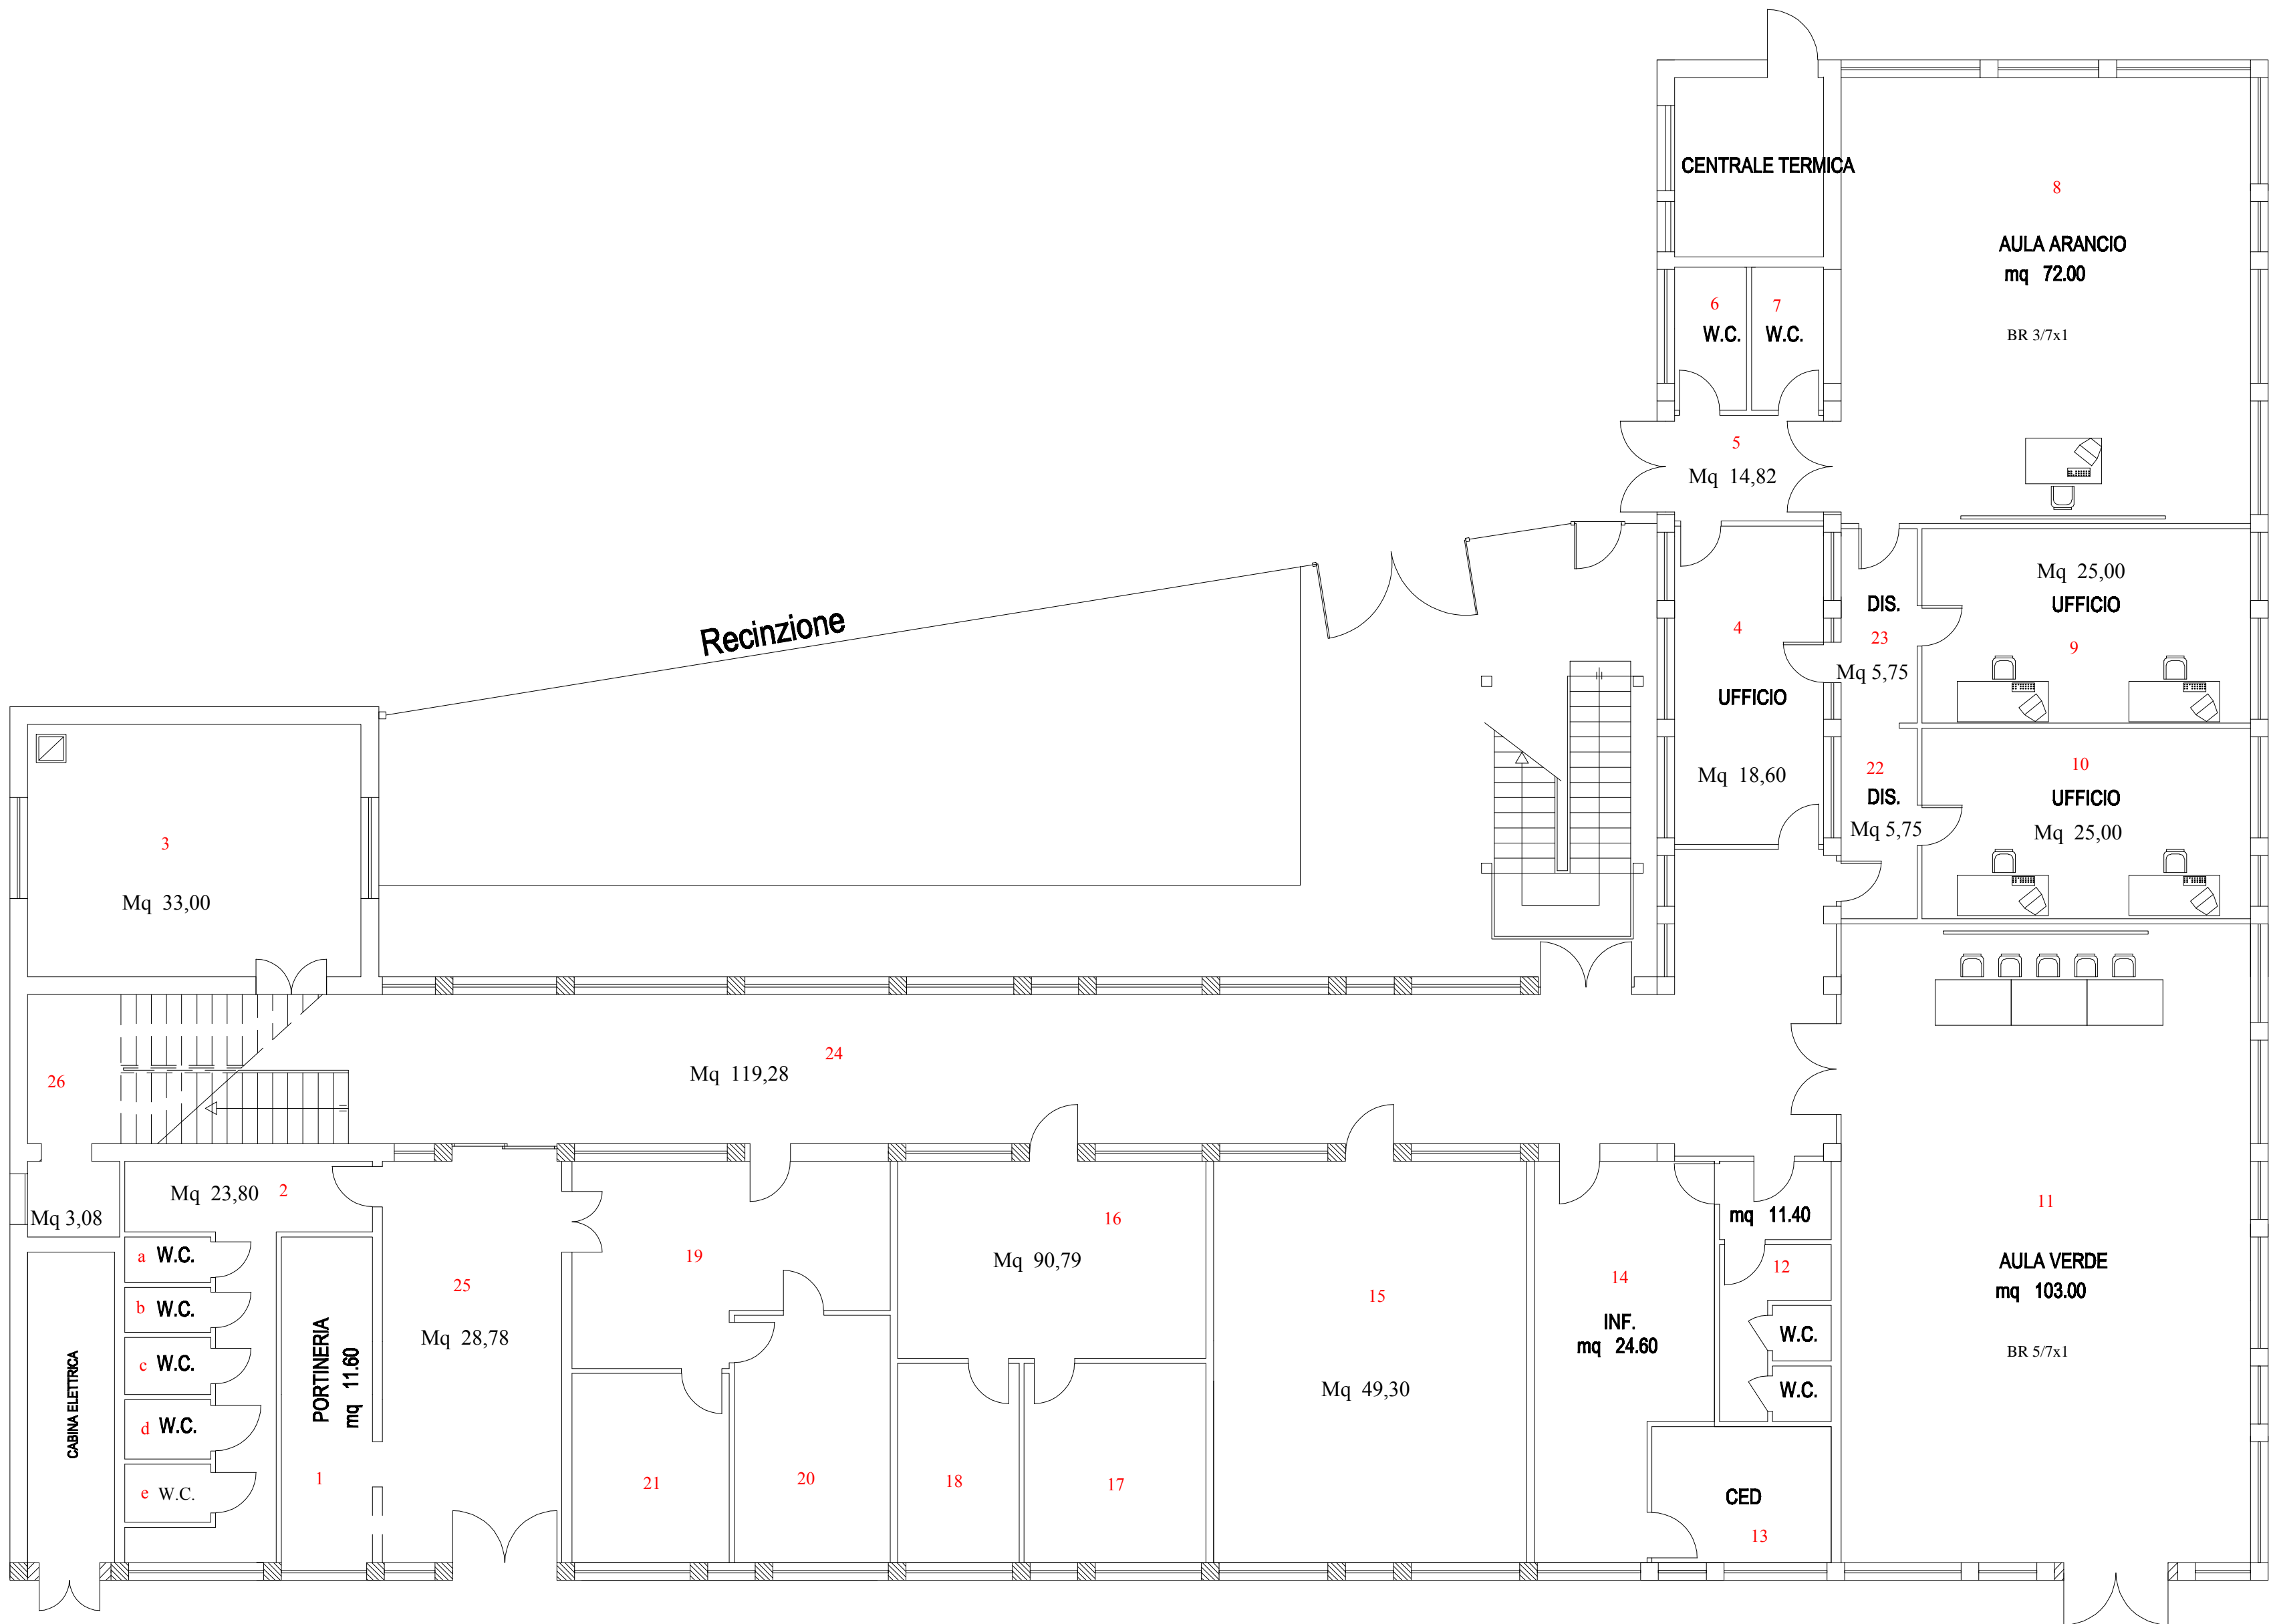 CENTRALE TERMICA
8
AULA ARANCIO
mq 72.00
BR 3/7x1
6
W.C.
7
W.C.
5
Mq 14,82
Recinzione
4
UFFICIO
Mq 18,60
DIS.
23
Mq 5,75
Mq 25,00
UFFICIO
9
22
DIS.
Mq 5,75
10
UFFICIO
Mq 25,00
3
Mq 33,00
26
24
Mq 119,28
Mq 3,08
Mq 23,80 2
a W.C.
b W.C.
c W.C.
d W.C.
e W.C.
CABINA ELETTRICA
PORTINERIA
mq 11.60
1
25
Mq 28,78
19
21
20
16
Mq 90,79
18
17
15
Mq 49,30
14
INF.
mq 24.60
mq 11.40
12
W.C.
W.C.
CED
13
11
AULA VERDE
mq 103.00
BR 5/7x1